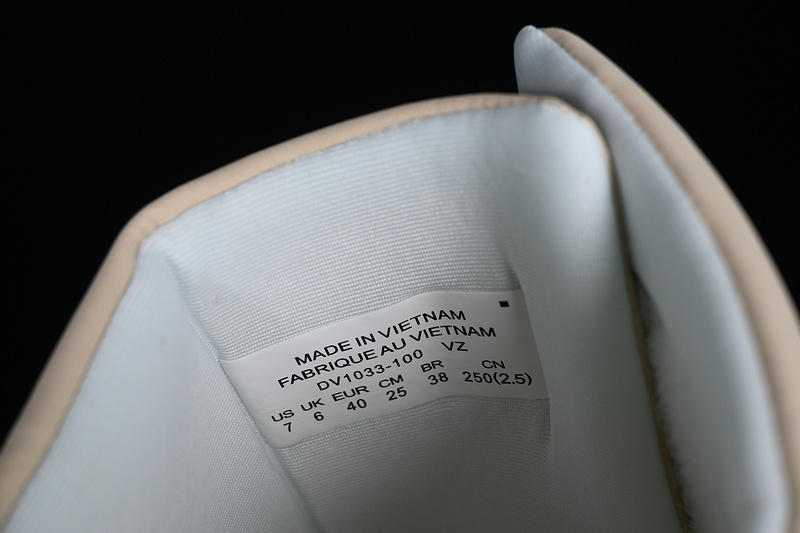 MADE IN VIETNAM
FABRIQUE AU VIETNAM
DV1033-100 VZ
US UK EUR CM BR CN
7 6 40 25 38 250(2.5)